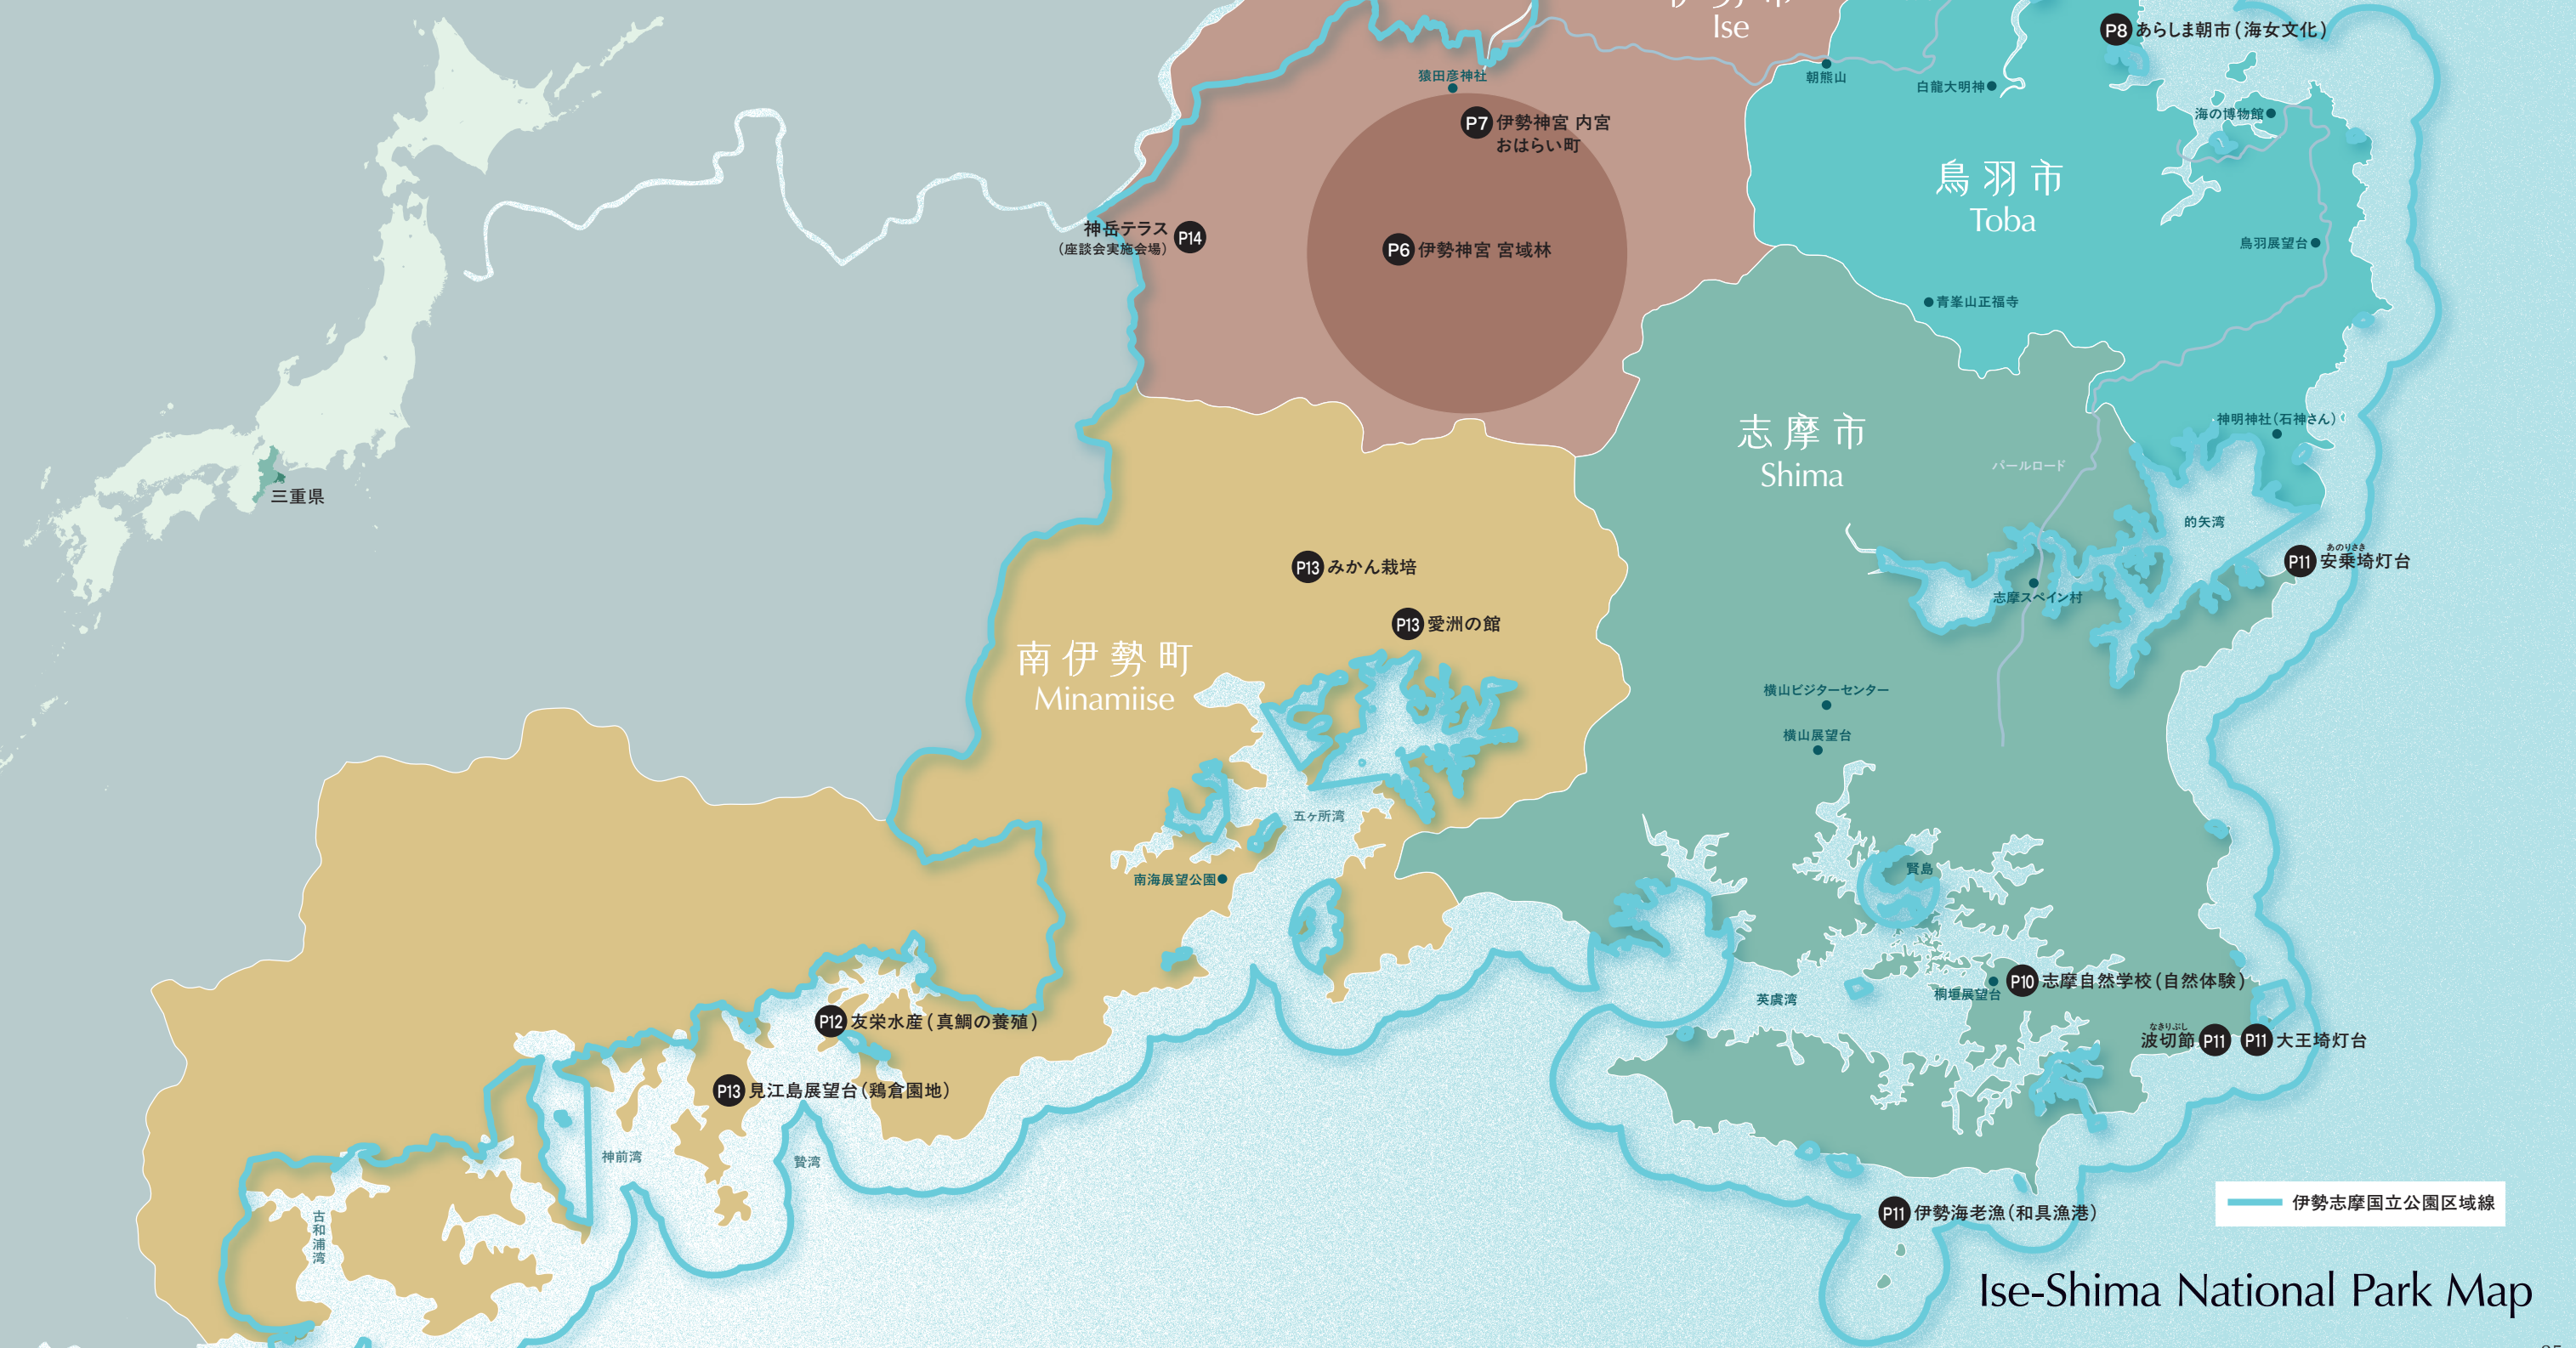 Ise
P8 あらしま朝市(海女文化)
猿田彦神社
朝熊山
白龍大明神
海の博物館
P7 伊勢神宮 内宮
おはらい町
鳥羽市
Toba
神岳テラス P14
(座談会実施会場)
P6 伊勢神宮 宮域林
鳥羽展望台
青峯山正福寺
神明神社(石神さん)
志摩市
Shima
パールロード
三重県
的矢湾
あのりさき
P11 安乗埼灯台
P13 みかん栽培
志摩スペイン村
P13 愛洲の館
南伊勢町
Minamiise
横山ビジターセンター
横山展望台
五ヶ所湾
南海展望公園
賢島
P10 志摩自然学校(自然体験)
桐垣展望台
英虞湾
P12 友栄水産(真鯛の養殖)
なきりぶし
波切節 P11
P11 大王埼灯台
P13 見江島展望台(鶏倉園地)
神前湾
贄湾
古和浦湾
P11 伊勢海老漁(和具漁港)
伊勢志摩国立公園区域線
Ise-Shima National Park Map